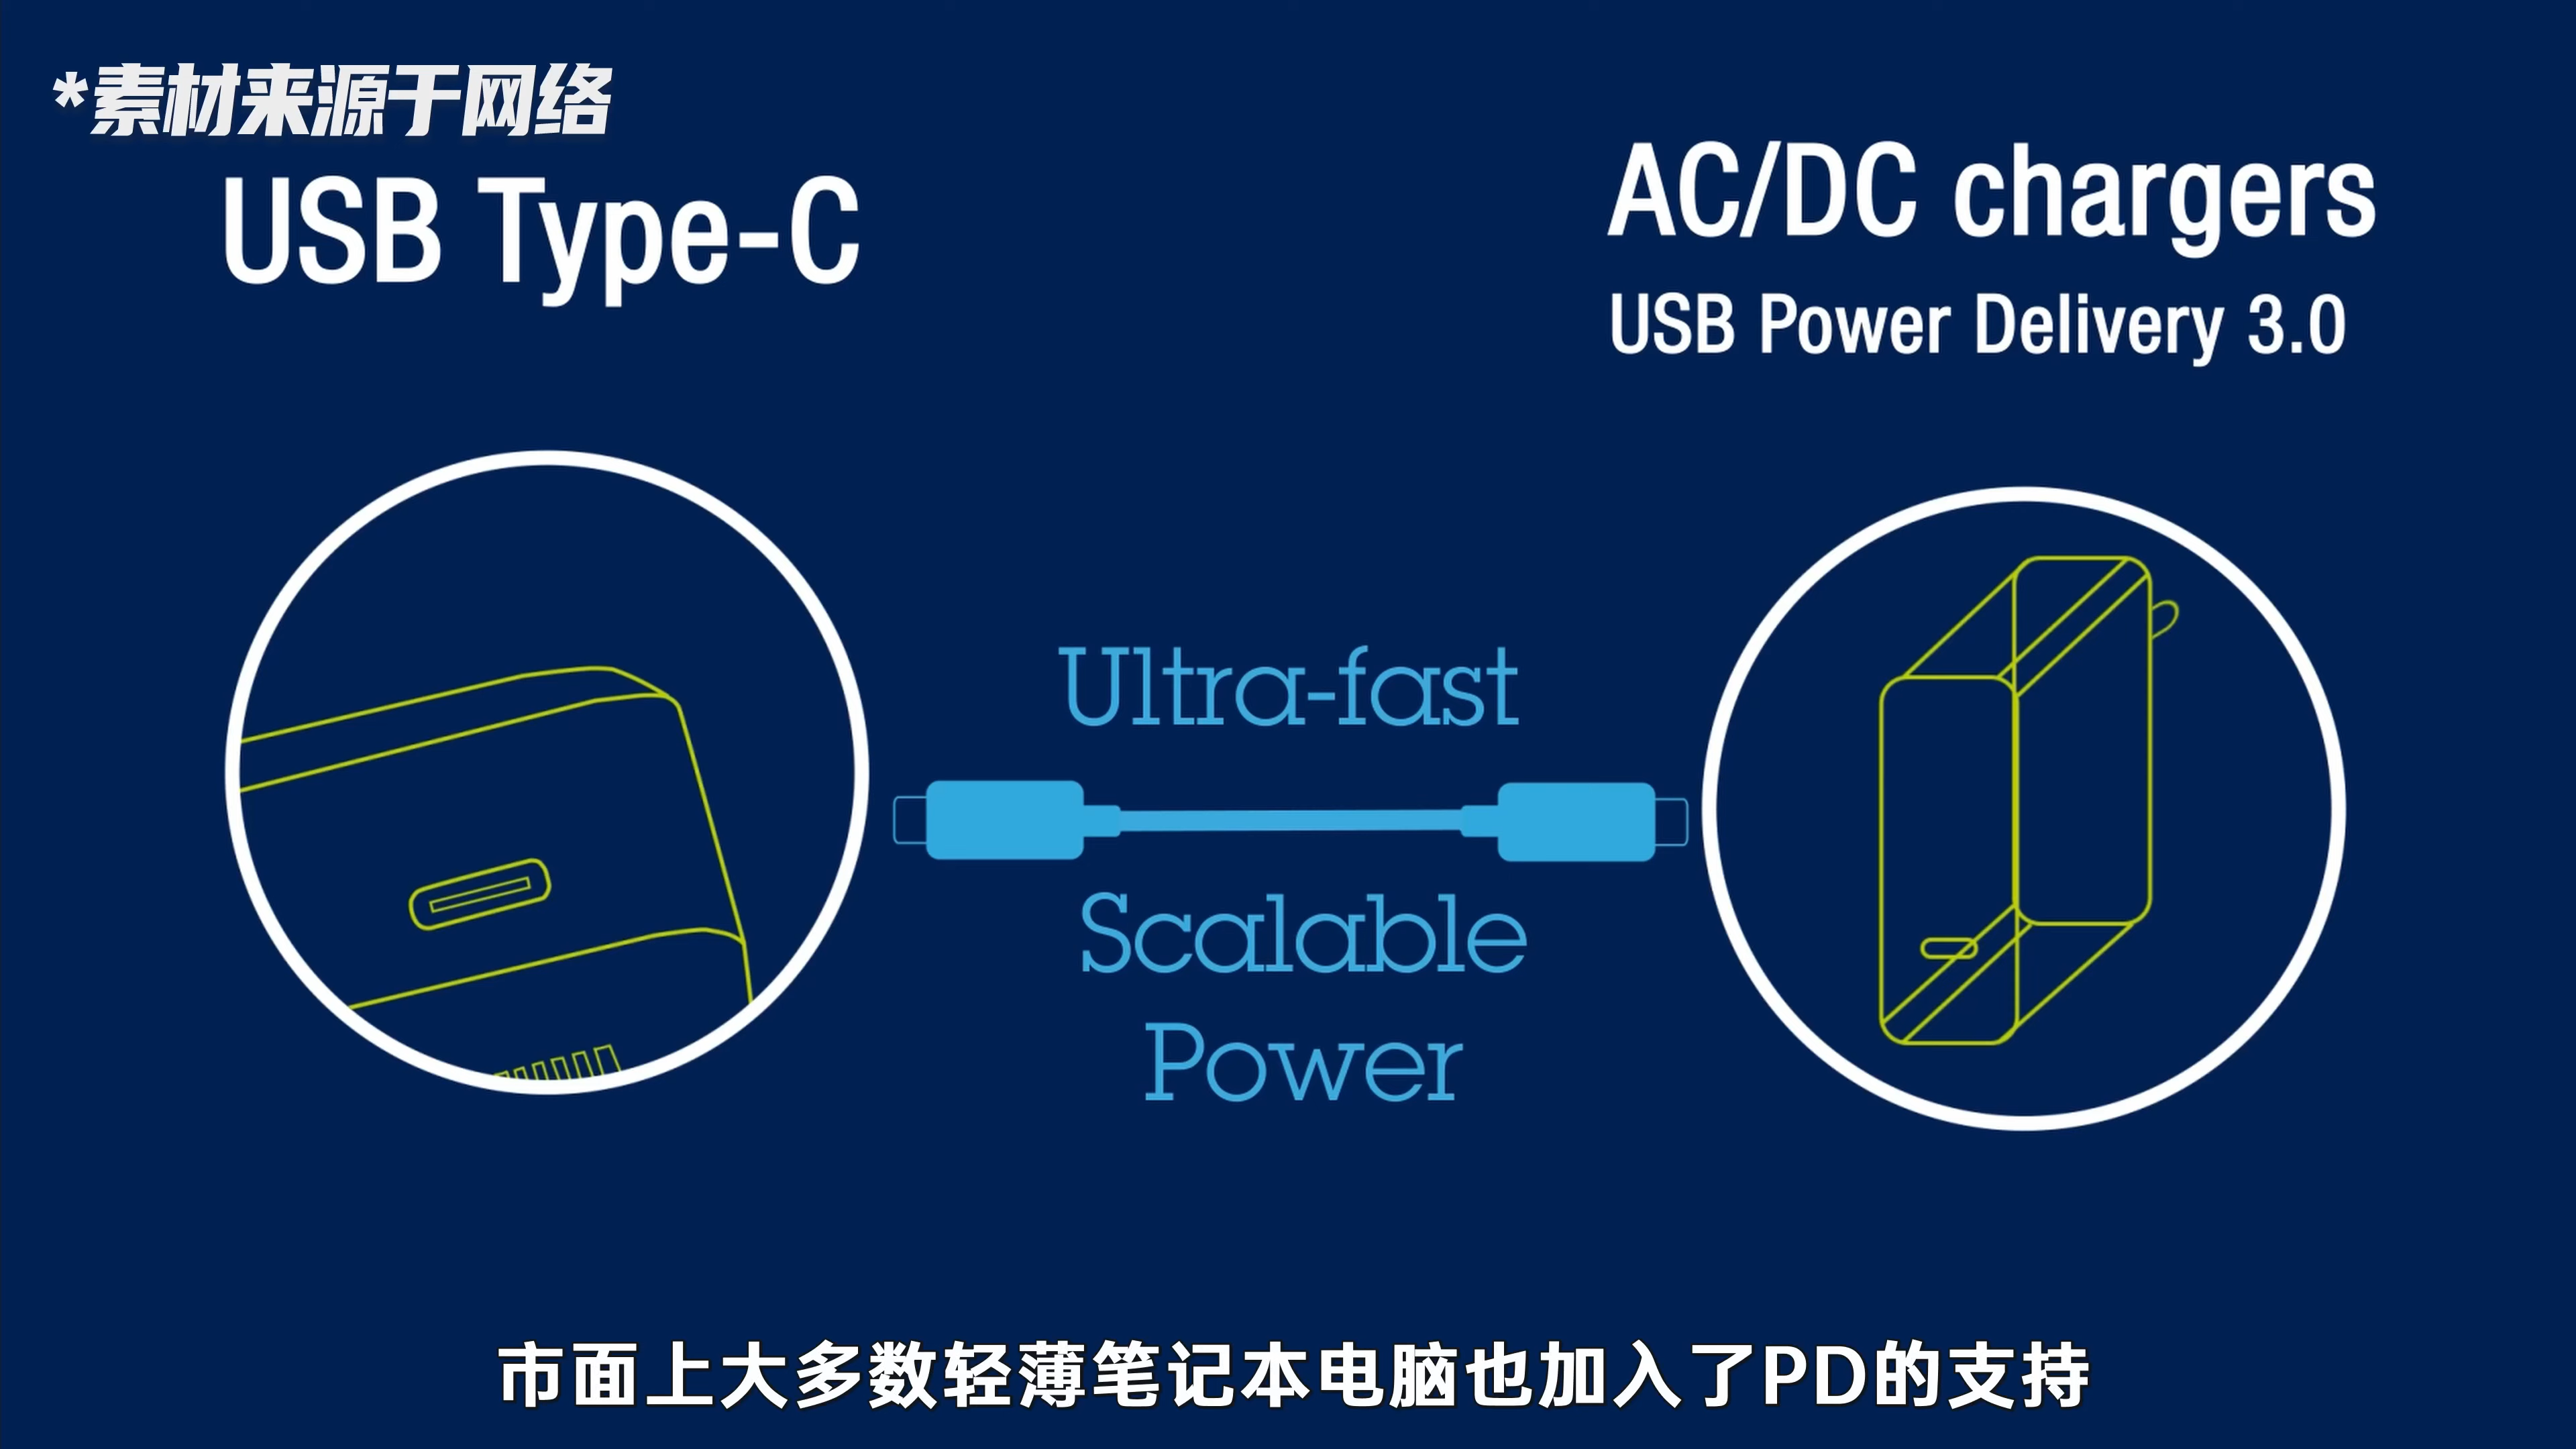 *素材来源于网络
USB Type-C
AC/DC chargers
USB Power Delivery 3.0
Ultra-fast
Scalable
Power
市面上大多数轻薄笔记本电脑也加入了PD的支持